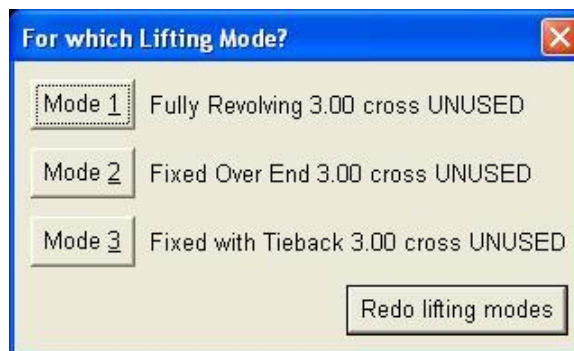 For which Lifting Mode?
Mode 1 Fully Revolving 3.00 cross UNUSED
Mode 2 Fixed Over End 3.00 cross UNUSED
Mode 3 Fixed with Tieback 3.00 cross UNUSED
Redo lifting modes